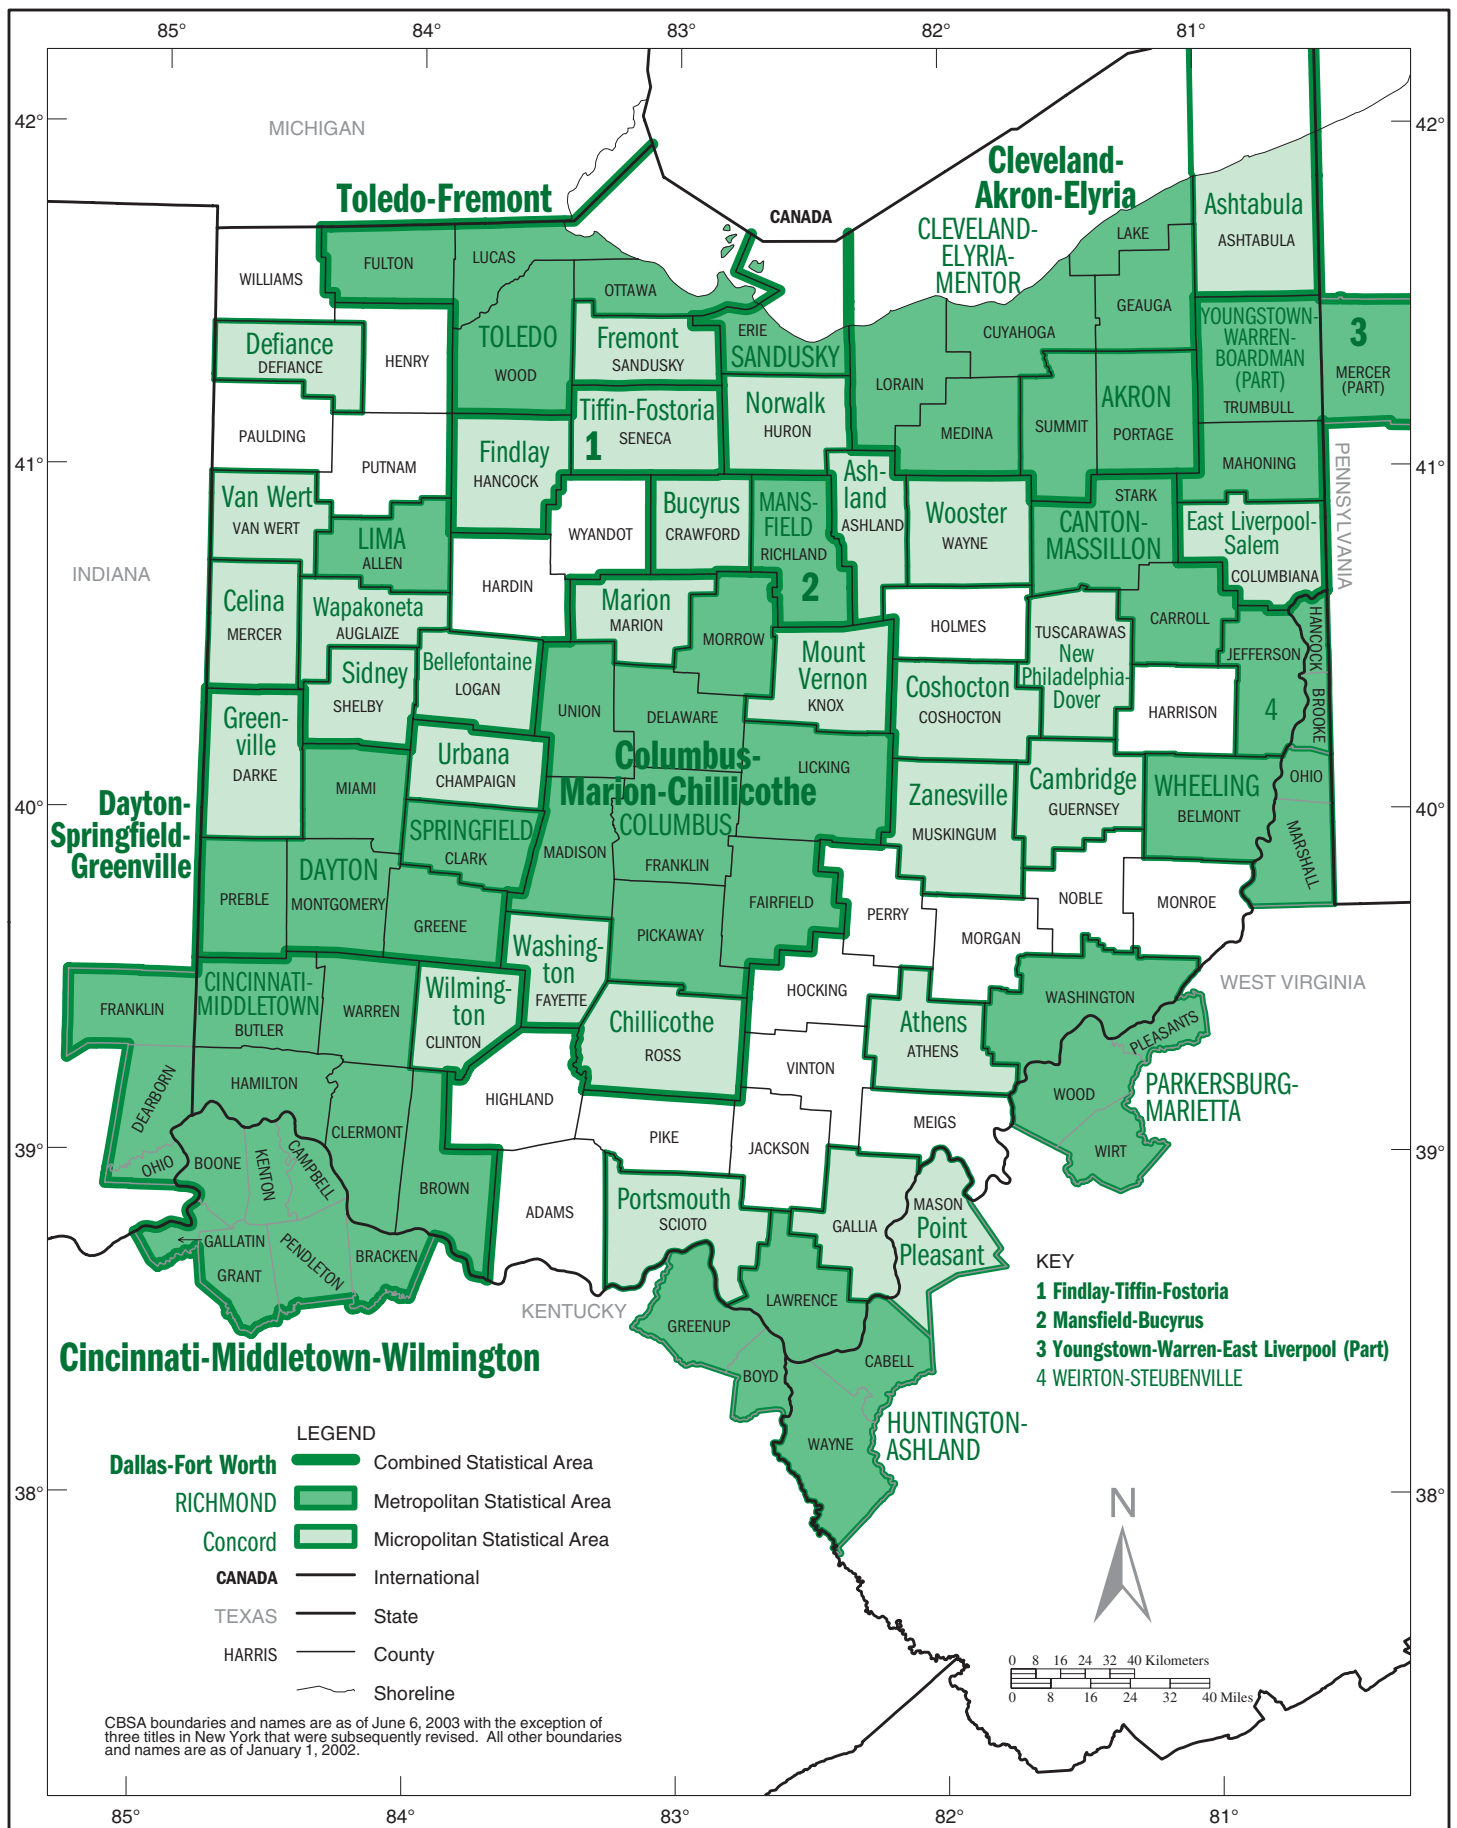 85°
84°
83°
82°
81°
42°
42°
MICHIGAN
CANADA
Toledo-Fremont
Cleveland-
Akron-Elyria
CLEVELAND-
ELYRIA-
MENTOR
Ashtabula
ASHTABULA
LAKE
GEAUGA
CUYAHOGA
WILLIAMS
FULTON
LUCAS
OTTAWA
TOLEDO
WOOD
Fremont
SANDUSKY
ERIE
SANDUSKY
LORAIN
MEDINA
SUMMIT
AKRON
PORTAGE
YOUNGSTOWN-
WARREN-
BOARDMAN
(PART)
TRUMBULL
3
MERCER
(PART)
Defiance
DEFIANCE
HENRY
PAULDING
PUTNAM
Findlay
HANCOCK
Tiffin-Fostoria
1
SENECA
Norwalk
HURON
MAHONING
41°
41°
PENNSYLVANIA
Van Wert
VAN WERT
LIMA
ALLEN
WYANDOT
Bucyrus
CRAWFORD
MANS-
FIELD
RICHLAND
2
Ash-
land
ASHLAND
Wooster
WAYNE
STARK
CANTON-
MASSILLON
East Liverpool-
Salem
COLUMBIANA
INDIANA
HARDIN
Celina
MERCER
Wapakoneta
AUGLAIZE
Marion
MARION
MORROW
HOLMES
TUSCARAWAS
New
Philadelphia-
Dover
CARROLL
JEFFERSON
HANCOCK
BROOKE
4
Sidney
SHELBY
Bellefontaine
LOGAN
UNION
DELAWARE
Mount
Vernon
KNOX
Coshocton
COSHOCTON
HARRISON
Green-
ville
DARKE
MIAMI
Urbana
CHAMPAIGN
Columbus-
Marion-Chillicothe
COLUMBUS
LICKING
Zanesville
MUSKINGUM
Cambridge
GUERNSEY
WHEELING
BELMONT
OHIO
MARSHALL
40°
40°
Dayton-
Springfield-
Greenville
SPRINGFIELD
CLARK
MADISON
FRANKLIN
PREBLE
DAYTON
MONTGOMERY
GREENE
FAIRFIELD
PICKAWAY
PERRY
MORGAN
NOBLE
MONROE
Washing-
ton
FAYETTE
FRANKLIN
CINCINNATI-
MIDDLETOWN
BUTLER
WARREN
Wilming-
ton
CLINTON
HOCKING
Chillicothe
ROSS
Athens
ATHENS
WASHINGTON
WEST VIRGINIA
PLEASANTS
VINTON
PARKERSBURG-
MARIETTA
WOOD
WIRT
DEARBORN
HAMILTON
HIGHLAND
PIKE
JACKSON
MEIGS
39°
39°
OHIO
BOONE
KENTON
CAMPBELL
CLERMONT
BROWN
ADAMS
Portsmouth
SCIOTO
GALLIA
MASON
Point
Pleasant
GALLATIN
GRANT
PENDLETON
BRACKEN
KENTUCKY
GREENUP
LAWRENCE
BOYD
CABELL
WAYNE
HUNTINGTON-
ASHLAND
Cincinnati-Middletown-Wilmington
KEY
1 Findlay-Tiffin-Fostoria
2 Mansfield-Bucyrus
3 Youngstown-Warren-East Liverpool (Part)
4 WEIRTON-STEUBENVILLE
LEGEND
Dallas-Fort Worth Combined Statistical Area
RICHMOND Metropolitan Statistical Area
Concord Micropolitan Statistical Area
CANADA International
TEXAS State
HARRIS County
Shoreline
38°
38°
N
0 8 16 24 32 40 Kilometers
0 8 16 24 32 40 Miles
CBSA boundaries and names are as of June 6, 2003 with the exception of
three titles in New York that were subsequently revised. All other boundaries
and names are as of January 1, 2002.
85°
84°
83°
82°
81°